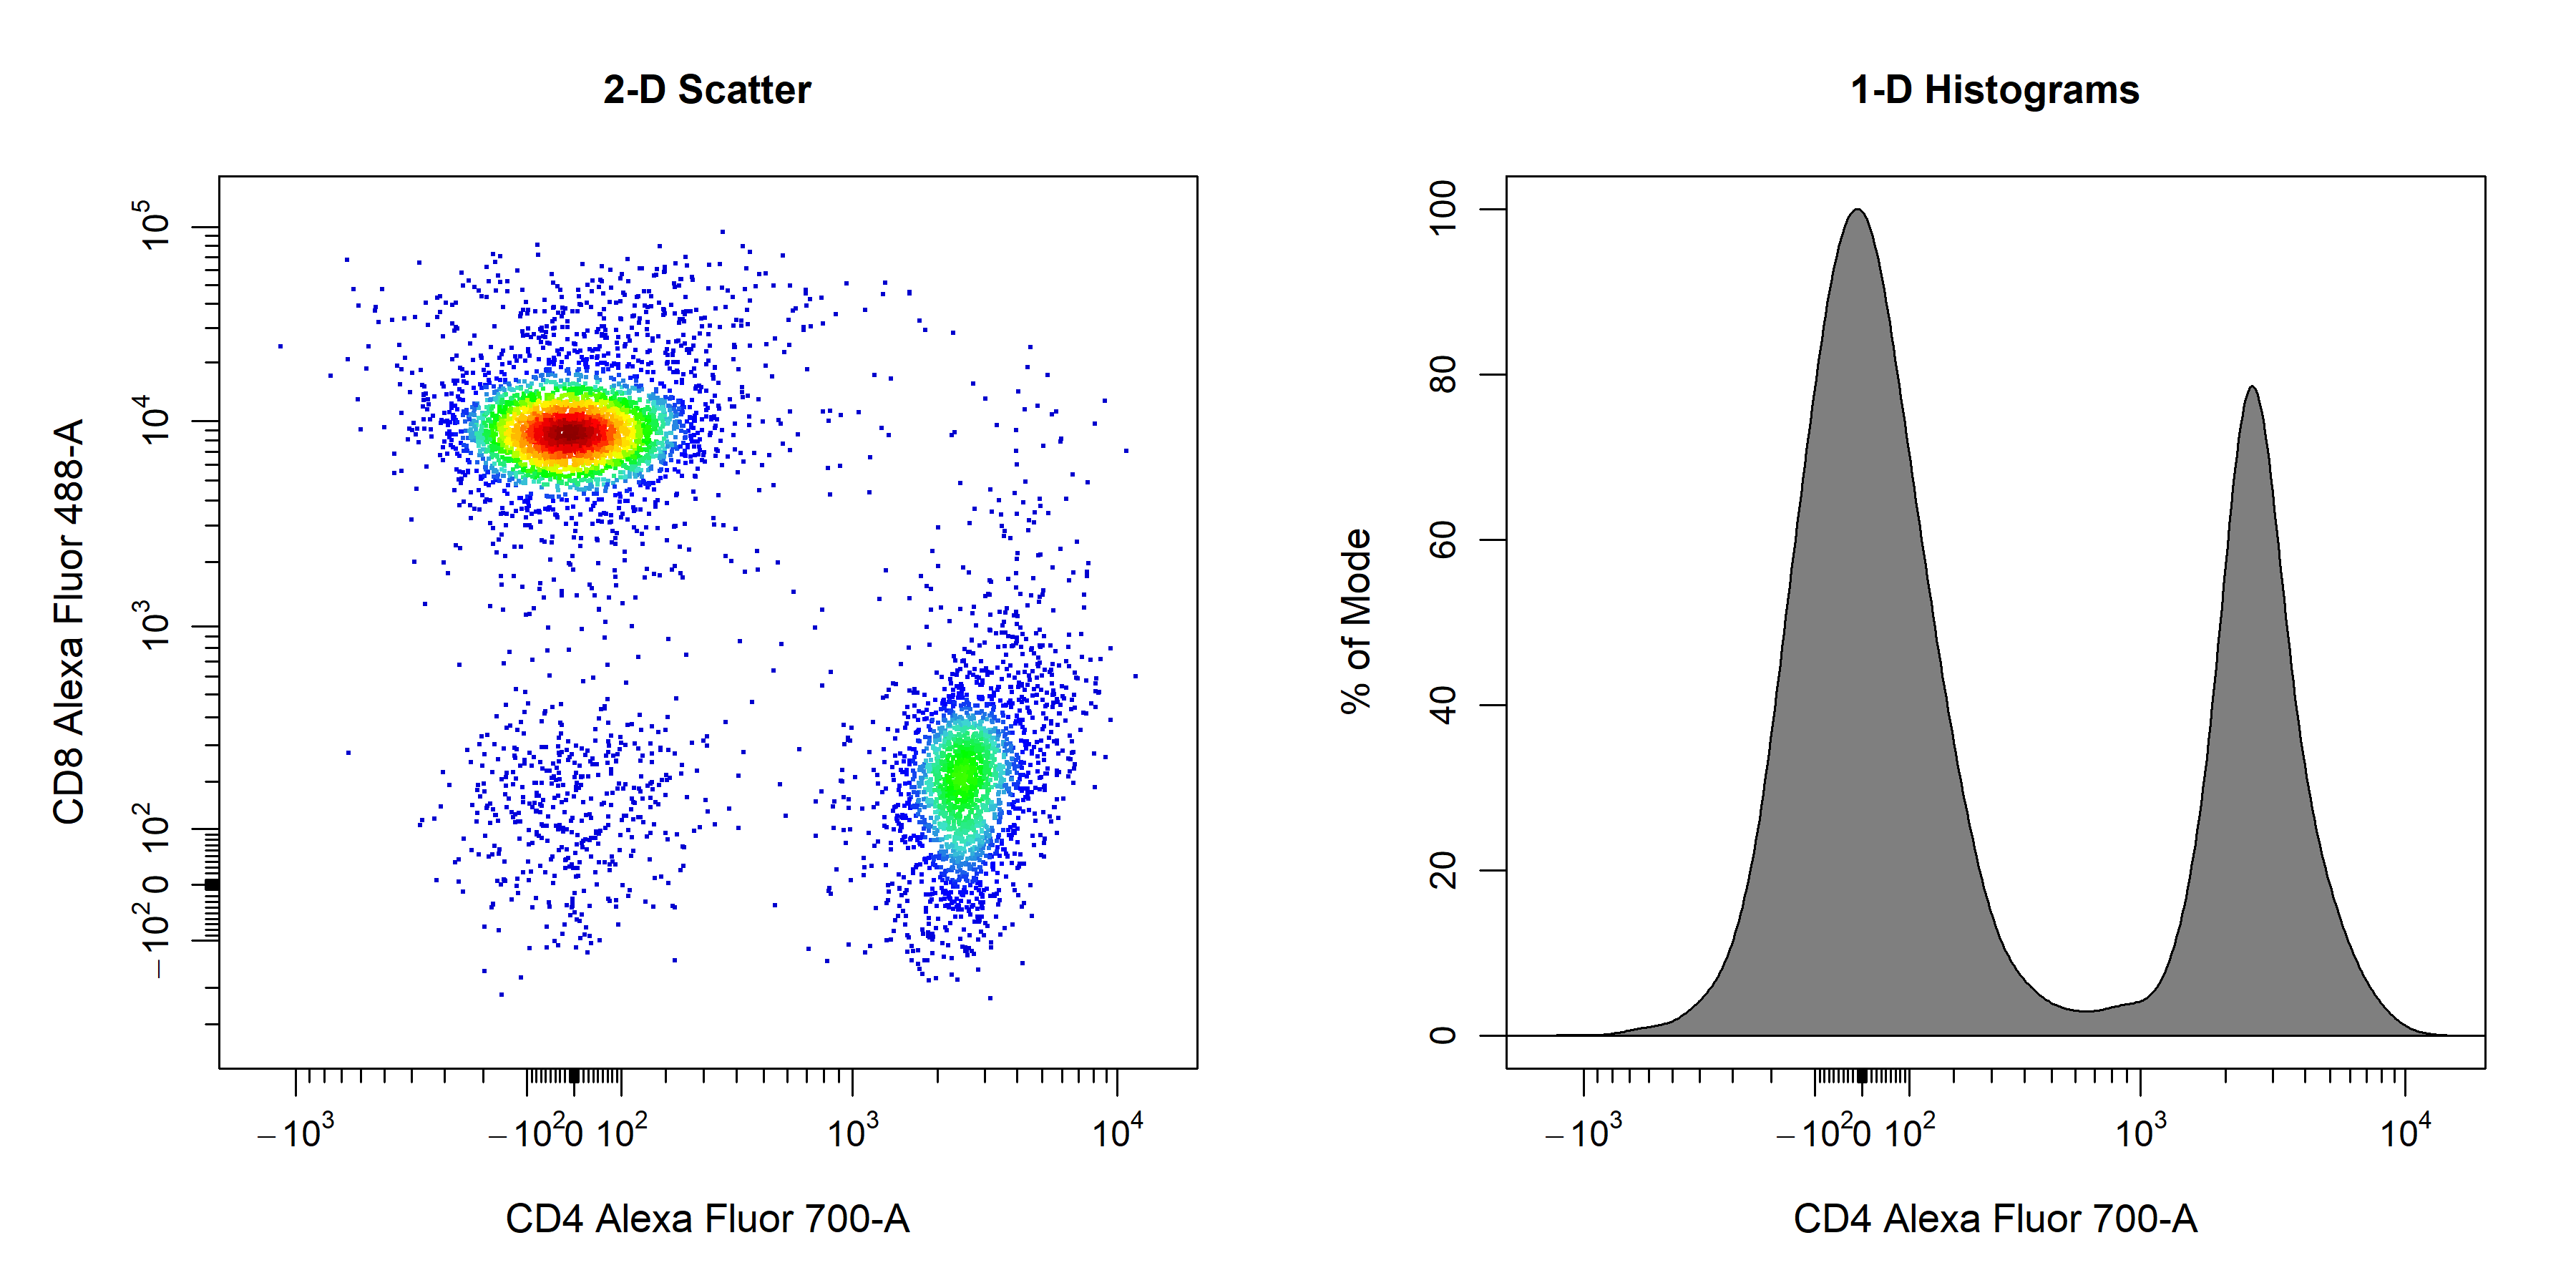 2-D Scatter
CD8 Alexa Fluor 488-A
10^5
10^4
10^3
10^2
0
−10^2
−10^3 −10^2 0 10^2 10^3 10^4
CD4 Alexa Fluor 700-A
1-D Histograms
% of Mode
100
80
60
40
20
0
−10^3 −10^2 0 10^2 10^3 10^4
CD4 Alexa Fluor 700-A